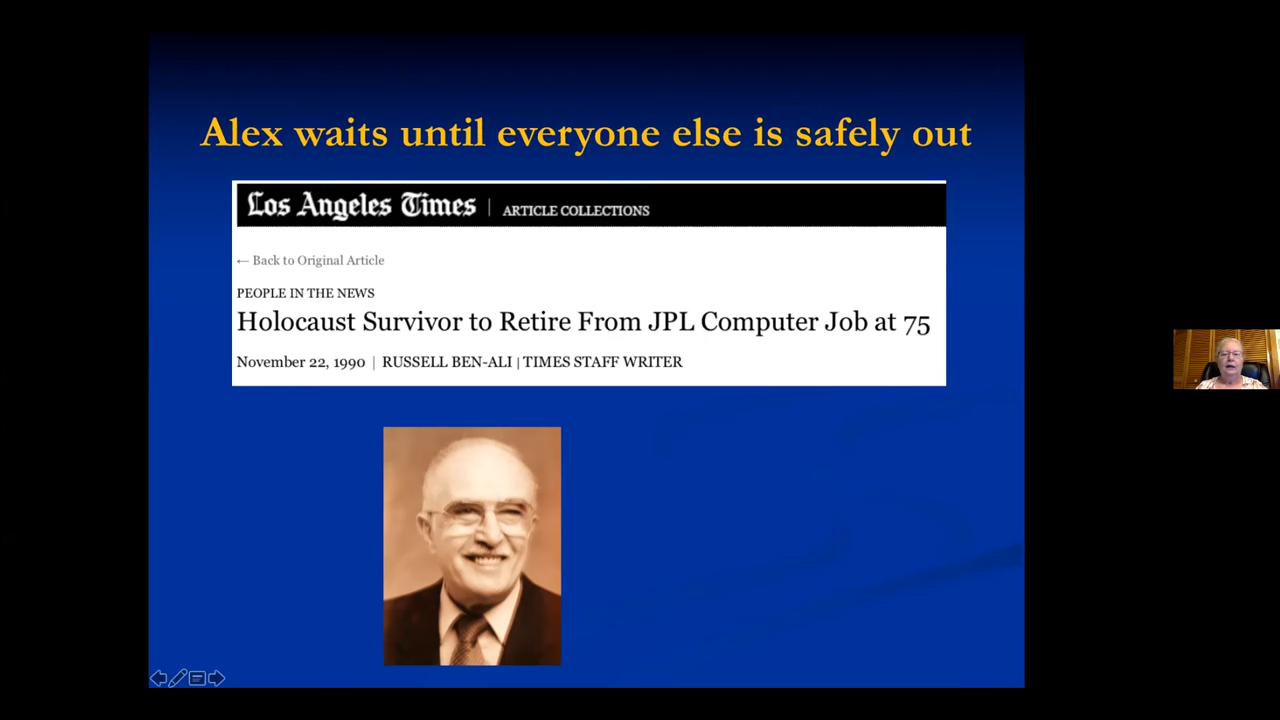 Alex waits until everyone else is safely out
Los Angeles Times | ARTICLE COLLECTIONS
← Back to Original Article
PEOPLE IN THE NEWS
Holocaust Survivor to Retire From JPL Computer Job at 75
November 22, 1990 | RUSSELL BEN-ALI | TIMES STAFF WRITER